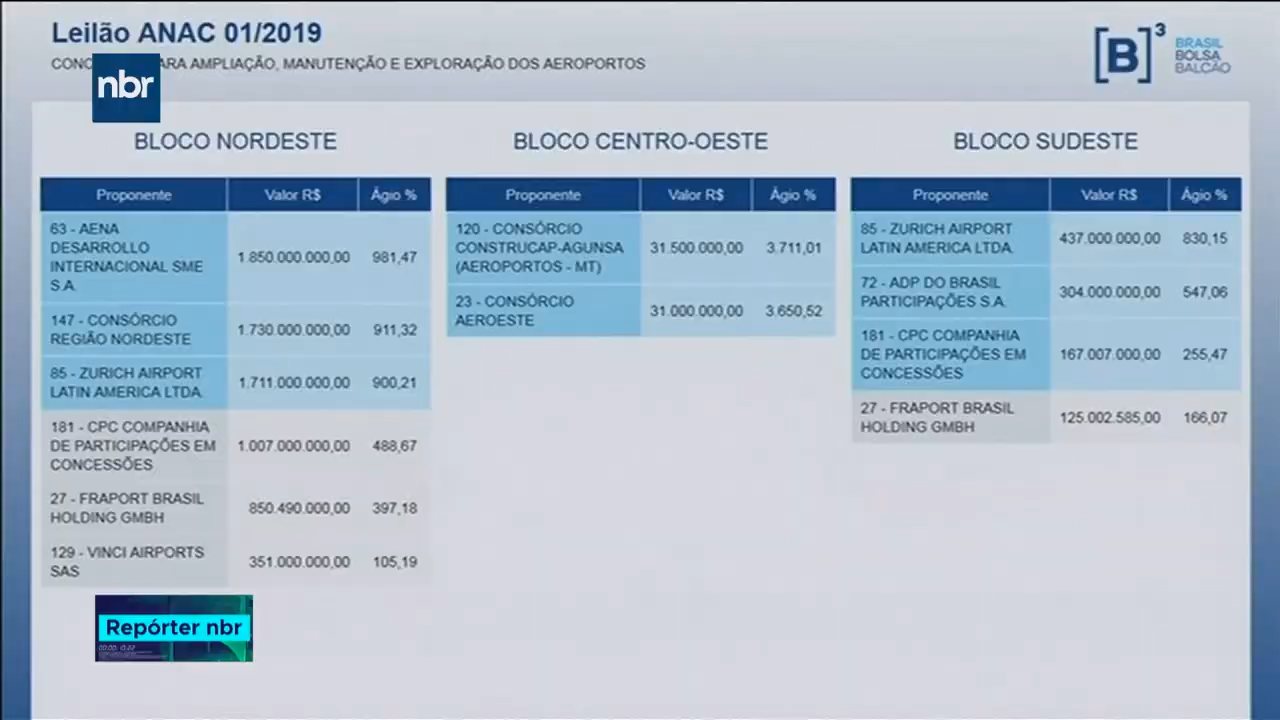 Leilão ANAC 01/2019
CONC ARA AMPLIAÇÃO, MANUTENÇÃO E EXPLORAÇÃO DOS AEROPORTOS
nbr
[B]³
BRASIL
BOLSA
BALCÃO
BLOCO NORDESTE
Proponente Valor R$ Ágio %
63 - AENA
DESARROLLO
INTERNACIONAL SME
S.A. 1.850.000.000,00 981,47
147 - CONSÓRCIO
REGIÃO NORDESTE 1.730.000.000,00 911,32
85 - ZURICH AIRPORT
LATIN AMERICA LTDA. 1.711.000.000,00 900,21
181 - CPC COMPANHIA
DE PARTICIPAÇÕES EM
CONCESSÕES 1.007.000.000,00 488,67
27 - FRAPORT BRASIL
HOLDING GMBH 850.490.000,00 397,18
129 - VINCI AIRPORTS
SAS 351.000.000,00 105,19
BLOCO CENTRO-OESTE
Proponente Valor R$ Ágio %
120 - CONSÓRCIO
CONSTRUCAP-AGUNSA
(AEROPORTOS - MT) 31.500.000,00 3.711,01
23 - CONSÓRCIO
AEROESTE 31.000.000,00 3.650,52
BLOCO SUDESTE
Proponente Valor R$ Ágio %
85 - ZURICH AIRPORT
LATIN AMERICA LTDA. 437.000.000,00 830,15
72 - ADP DO BRASIL
PARTICIPAÇÕES S.A. 304.000.000,00 547,06
181 - CPC COMPANHIA
DE PARTICIPAÇÕES EM
CONCESSÕES 167.007.000,00 255,47
27 - FRAPORT BRASIL
HOLDING GMBH 125.002.585,00 166,07
Repórter nbr